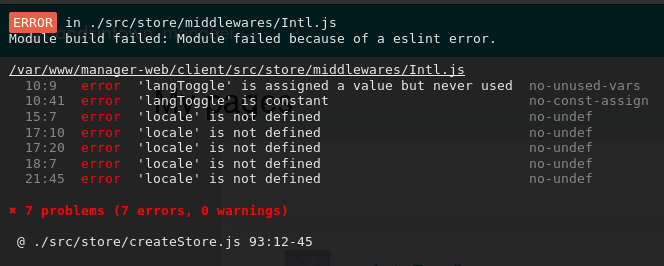 ERROR in ./src/store/middlewares/Intl.js
Module build failed: Module failed because of a eslint error.
/var/www/manager-web/client/src/store/middlewares/Intl.js
10:9 error 'langToggle' is assigned a value but never used no-unused-vars
10:41 error 'langToggle' is constant no-const-assign
15:7 error 'locale' is not defined no-undef
17:10 error 'locale' is not defined no-undef
17:20 error 'locale' is not defined no-undef
18:7 error 'locale' is not defined no-undef
21:45 error 'locale' is not defined no-undef
✖ 7 problems (7 errors, 0 warnings)
@ ./src/store/createStore.js 93:12-45